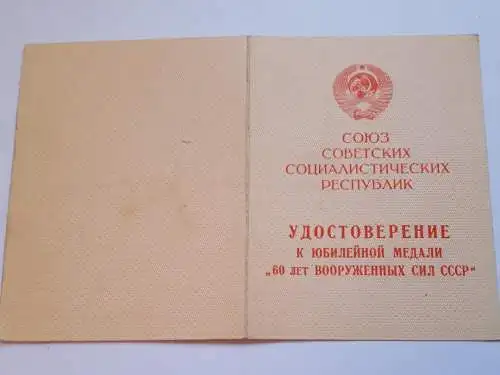 СОЮЗ
СОВЕТСКИХ
СОЦИАЛИСТИЧЕСКИХ
РЕСПУБЛИК
УДОСТОВЕРЕНИЕ
К ЮБИЛЕЙНОЙ МЕДАЛИ
„60 ЛЕТ ВООРУЖЕННЫХ СИЛ СССР“